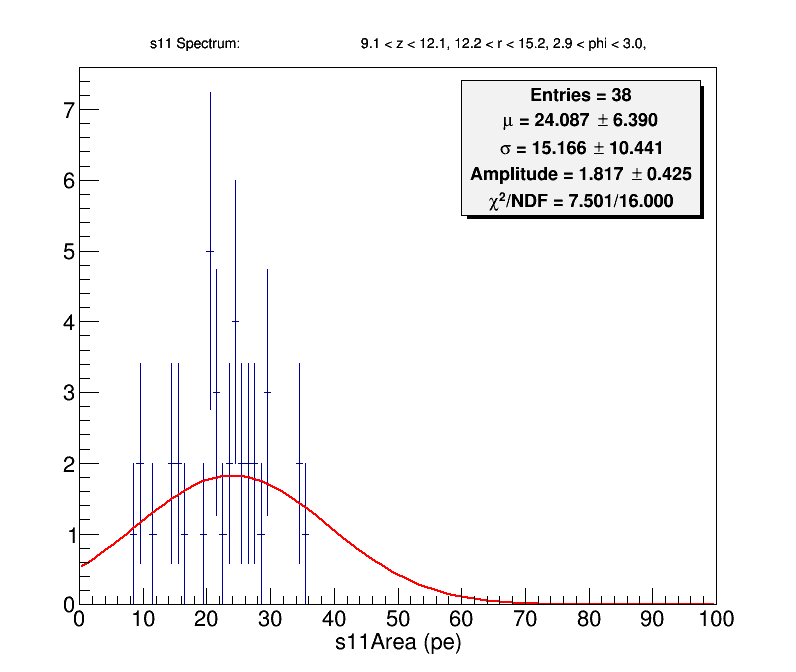 s11 Spectrum: 9.1 < z < 12.1, 12.2 < r < 15.2, 2.9 < phi < 3.0,
Entries = 38
μ = 24.087 ± 6.390
σ = 15.166 ± 10.441
Amplitude = 1.817 ± 0.425
χ²/NDF = 7.501/16.000
7
6
5
4
3
2
1
0
0 10 20 30 40 50 60 70 80 90 100
s11Area (pe)